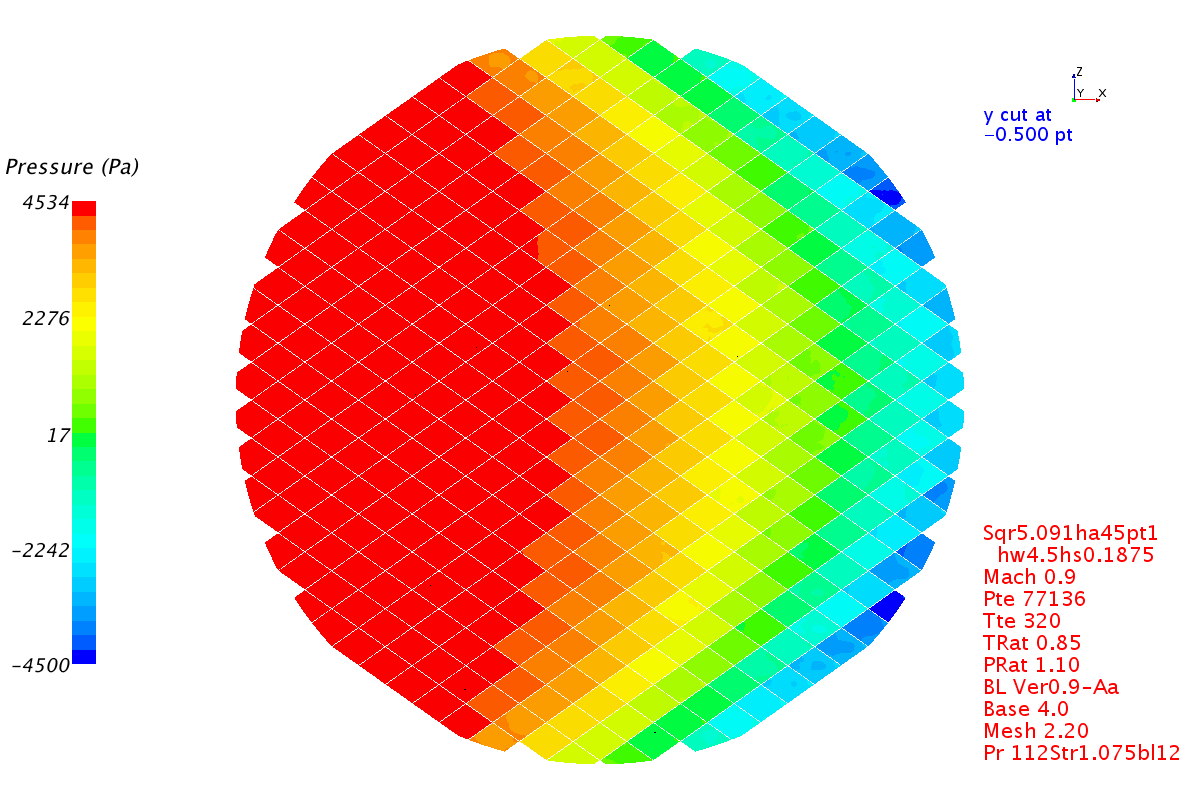 Z
Y X
y cut at
−0.500 pt
Pressure (Pa)
4534
2276
17
−2242
−4500
Sqr5.091ha45pt1
hw4.5hs0.1875
Mach 0.9
Pte 77136
Tte 320
TRat 0.85
PRat 1.10
BL Ver0.9−Aa
Base 4.0
Mesh 2.20
Pr 112Str1.075bl12